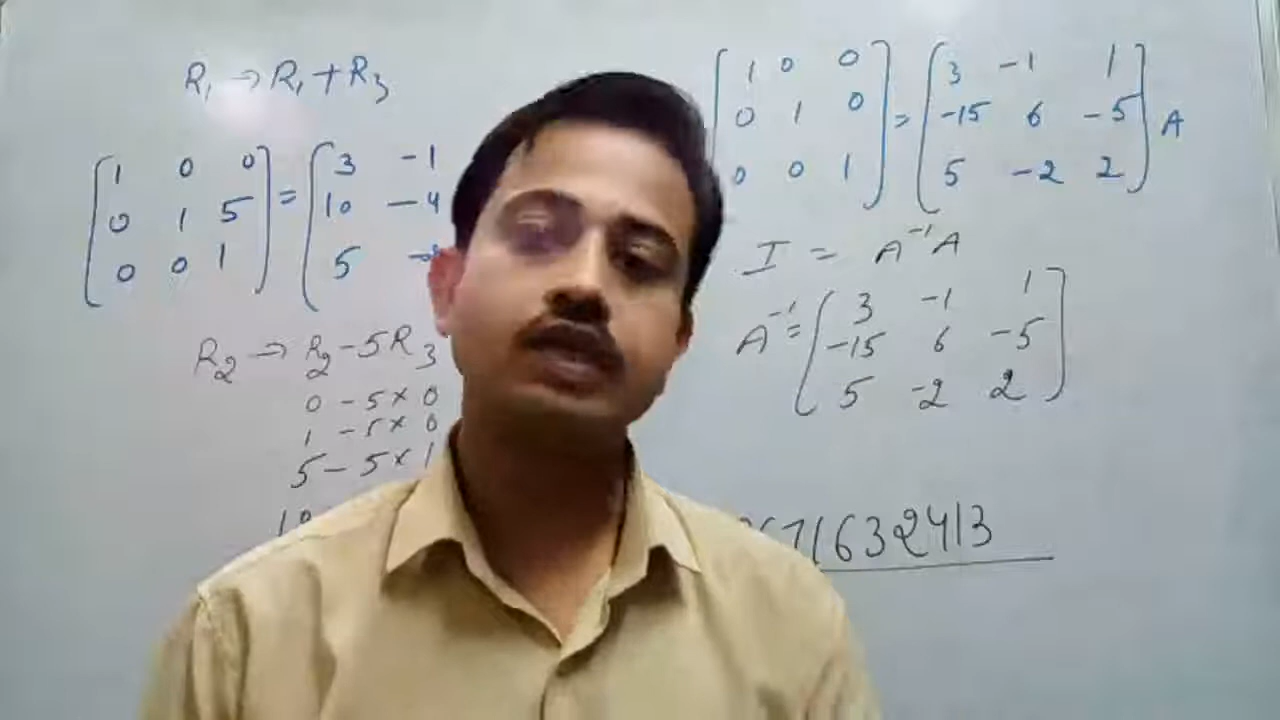 R₁ → R₁ + R₃
1 0 0 = 3 -1
0 1 5 10 -4
0 0 1 5
R₂ → R₂ - 5R₃
0 - 5 × 0
1 - 5 × 0
5 - 5 × 1
10
1 0 0 = 3 -1 1
0 1 0 -15 6 -5 A
0 0 1 5 -2 2
I = A⁻¹A
A⁻¹ = 3 -1 1
-15 6 -5
5 -2 2
71632413